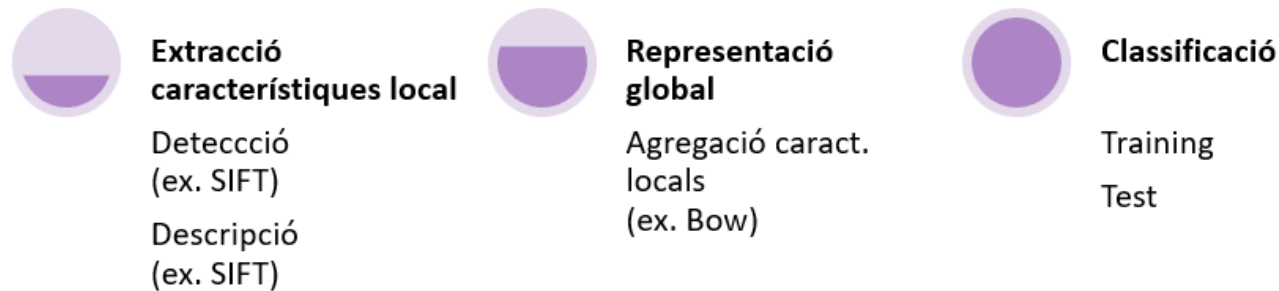 Extracció
característiques local
Deteccció
(ex. SIFT)
Descripció
(ex. SIFT)
Representació
global
Agregació caract.
locals
(ex. Bow)
Classificació
Training
Test